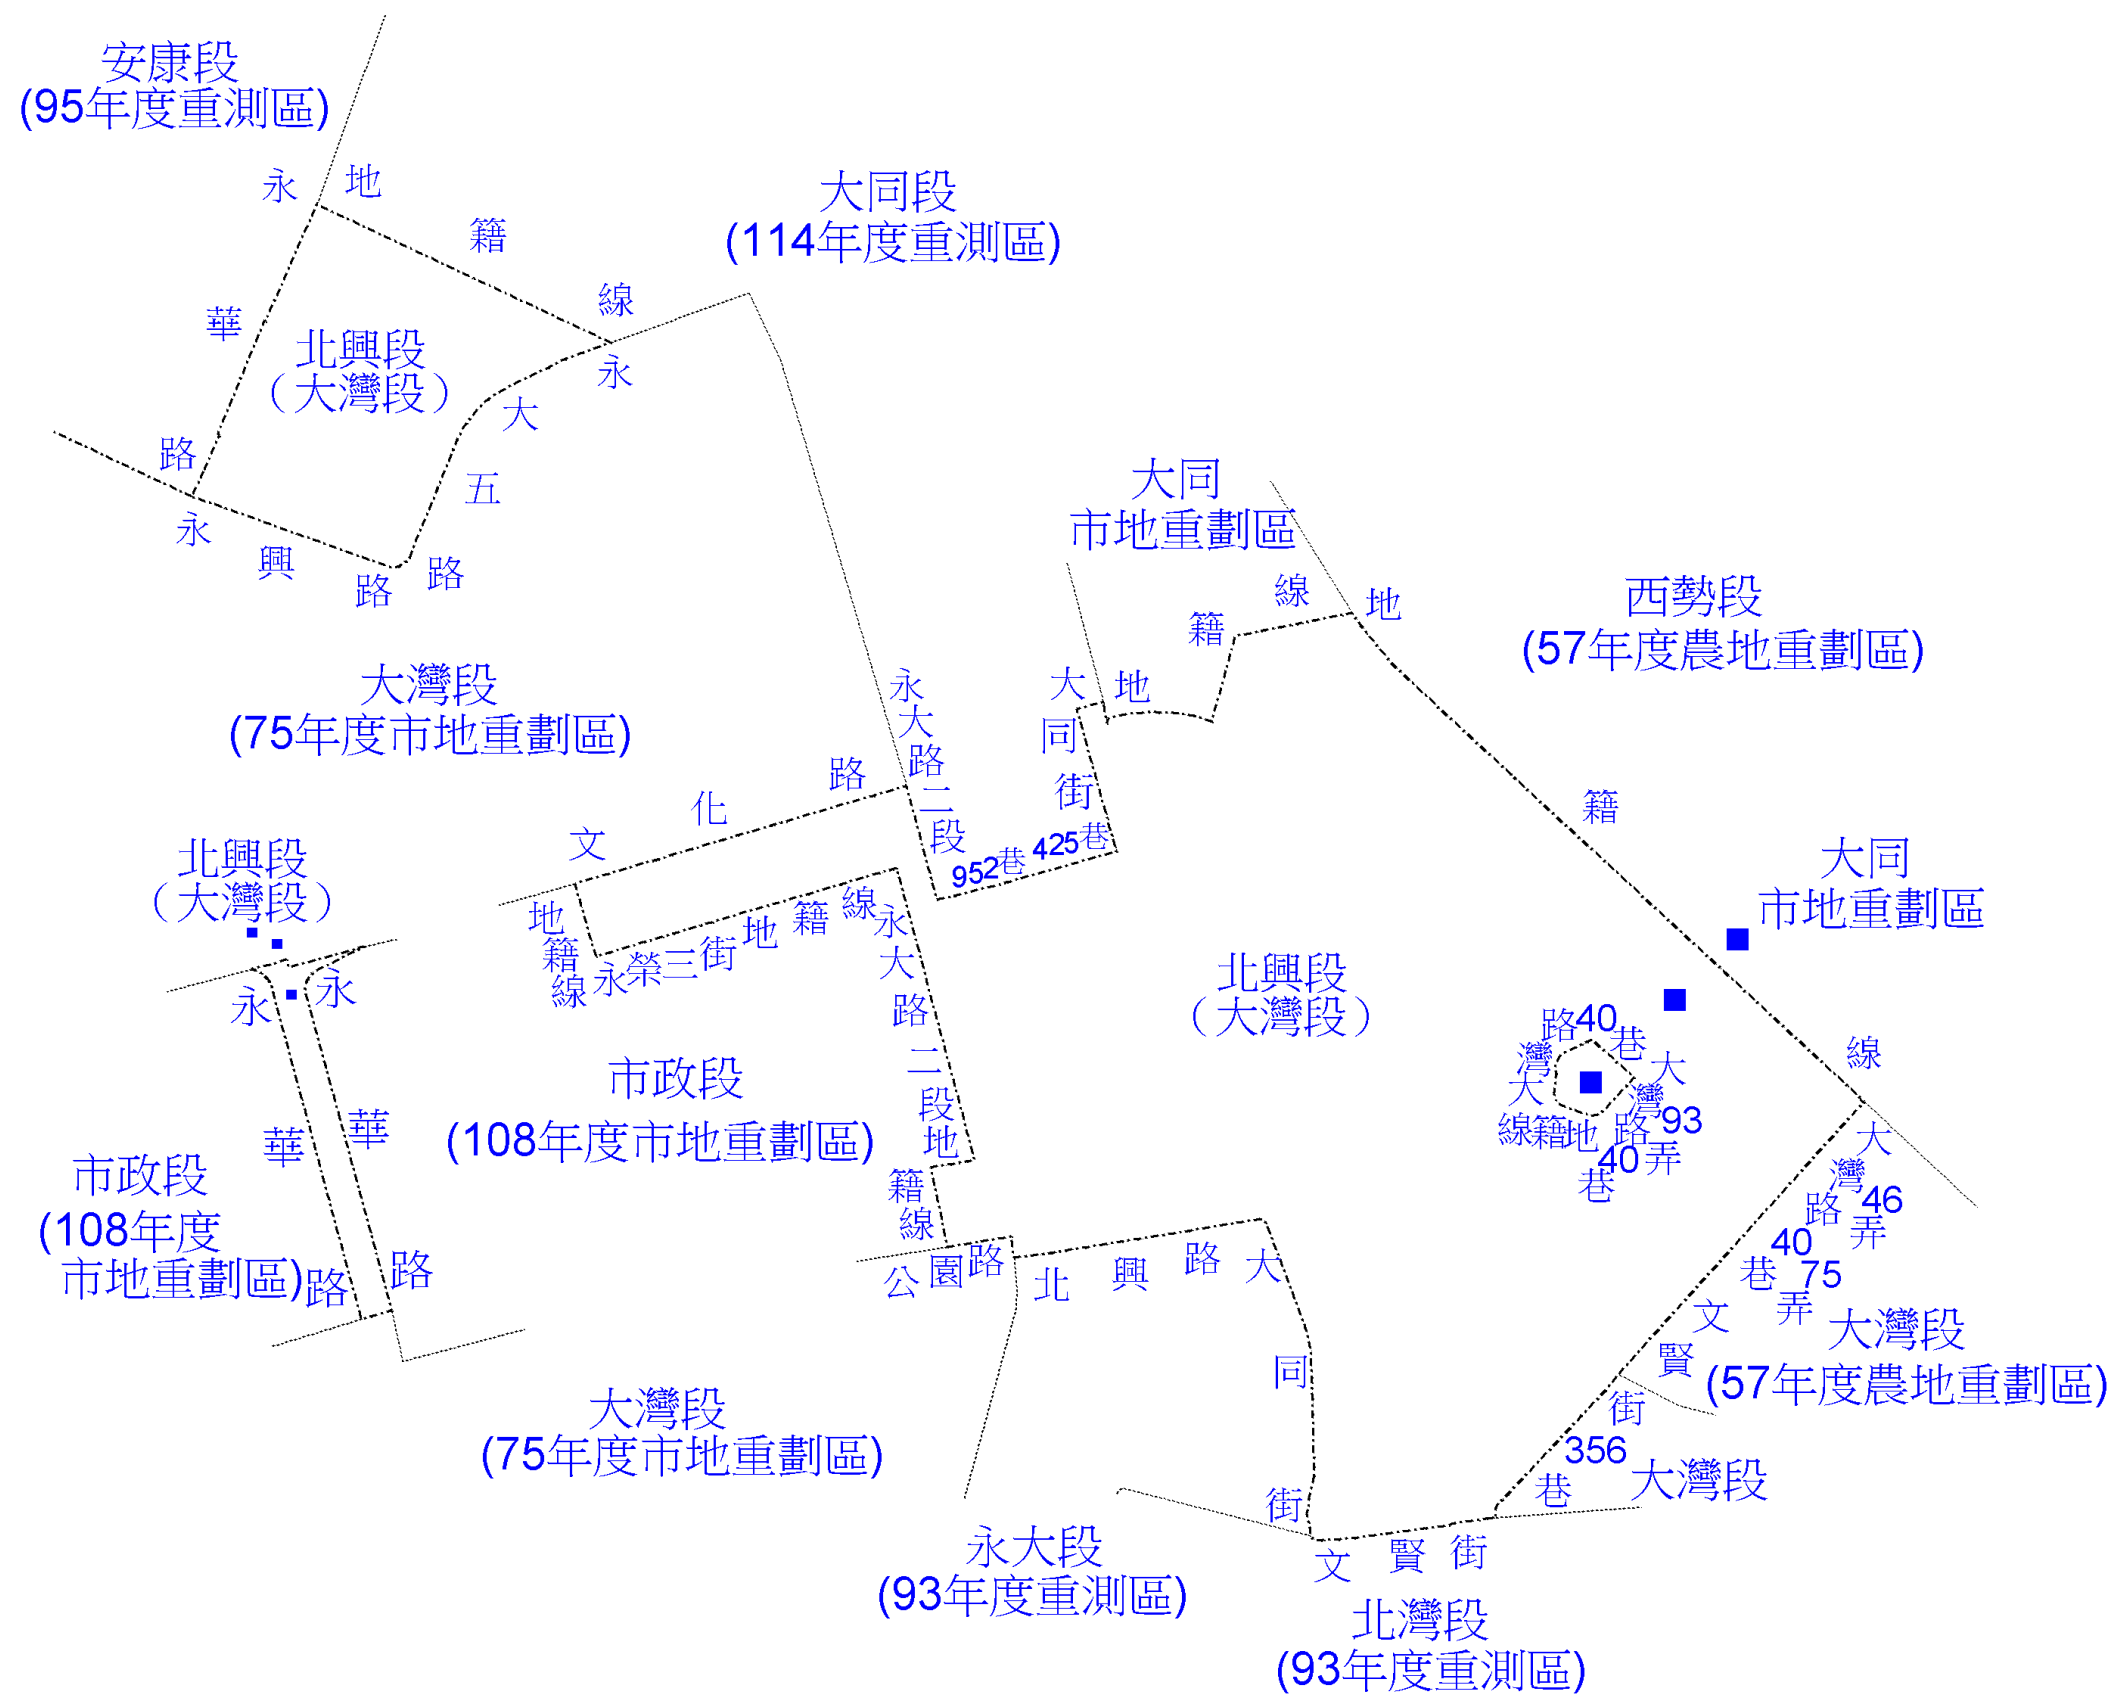 安康段
(95年度重測區)
大同段
(114年度重測區)
永華路
地籍線
北興段
（大灣段）
永大五路
永興路
大同
市地重劃區
西勢段
(57年度農地重劃區)
大灣段
(75年度市地重劃區)
地籍線
大同街
425巷
永大路二段
952巷
文化路
地籍線
永榮三街地籍線
永大路二段地籍線
北興段
（大灣段）
永華路
永華路
市政段
(108年度市地重劃區)
市政段
(108年度
市地重劃區)
北興段
（大灣段）
地籍線
大同
市地重劃區
大灣路40巷
大灣路
40巷
93弄
地籍線
大灣路
40巷
46弄
75弄
大灣段
(57年度農地重劃區)
文賢街
356巷
大灣段
公園路
北興路
大同街
文賢街
大灣段
(75年度市地重劃區)
永大段
(93年度重測區)
北灣段
(93年度重測區)